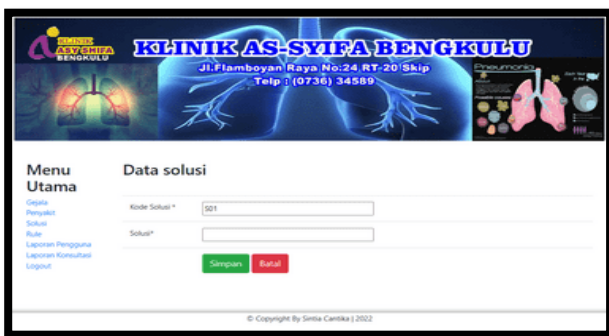 KLINIK
ASY SHIFA
BENGKULU
KLINIK AS-SYIFA BENGKULU
Jl.Flamboyan Raya No:24 RT-20 Skip
Telp : (0736) 34589
Pneumonia
Menu Utama
Gejala
Penyakit
Solusi
Rule
Laporan Pengguna
Laporan Konsultasi
Logout
Data solusi
Kode Solusi *
S01
Solusi*
Simpan
Batal
© Copyright By Sintia Cantika | 2022